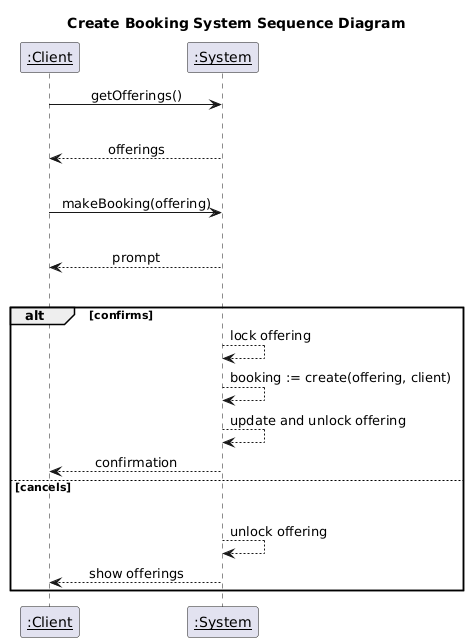 Create Booking System Sequence Diagram
:Client
:System
getOfferings()
offerings
makeBooking(offering)
prompt
alt [confirms]
lock offering
booking := create(offering, client)
update and unlock offering
confirmation
[cancels]
unlock offering
show offerings
:Client
:System